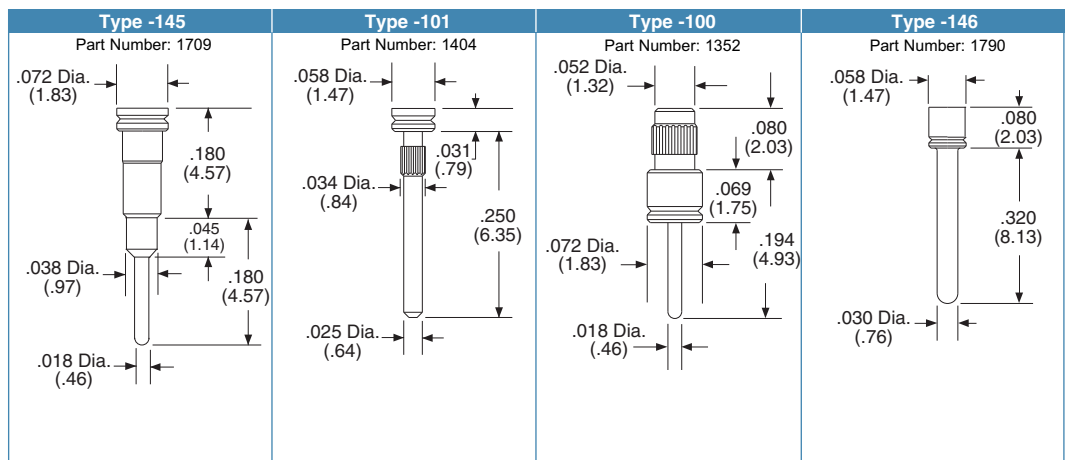 Type -145
Part Number: 1709
.072 Dia.
(1.83)
.180
(4.57)
.045
(1.14)
.038 Dia.
(.97)
.180
(4.57)
.018 Dia.
(.46)
Type -101
Part Number: 1404
.058 Dia.
(1.47)
.031
(.79)
.034 Dia.
(.84)
.250
(6.35)
.025 Dia.
(.64)
Type -100
Part Number: 1352
.052 Dia.
(1.32)
.080
(2.03)
.069
(1.75)
.072 Dia.
(1.83)
.194
(4.93)
.018 Dia.
(.46)
Type -146
Part Number: 1790
.058 Dia.
(1.47)
.080
(2.03)
.320
(8.13)
.030 Dia.
(.76)